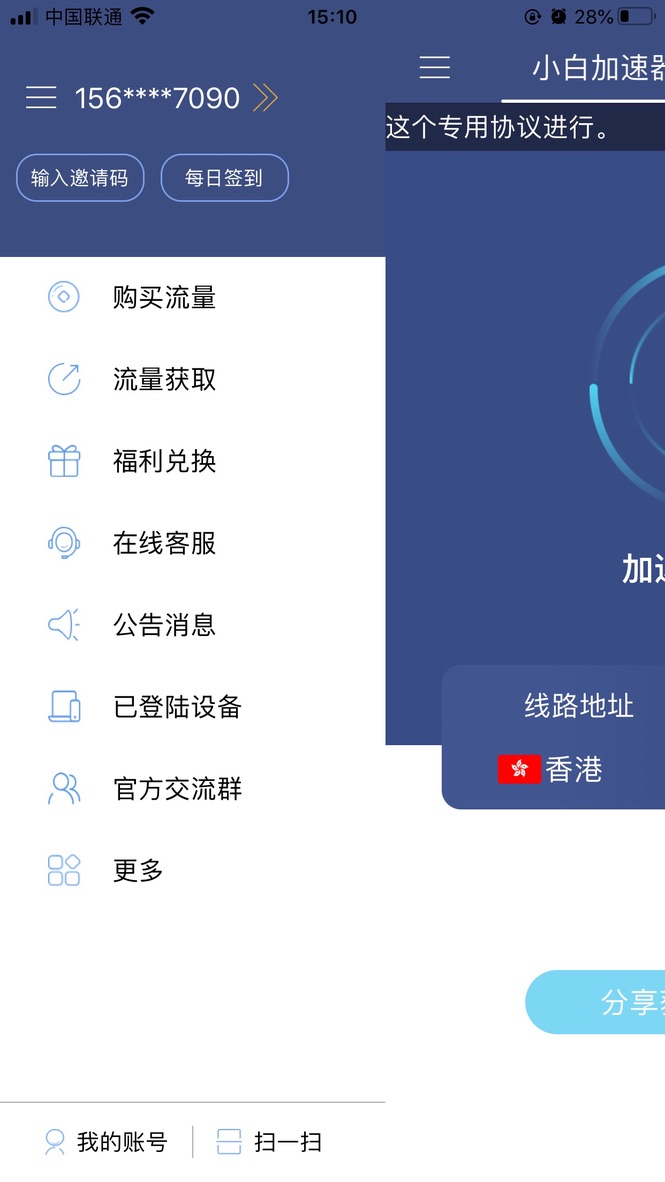 中国联通
15:10
28%
156****7090
输入邀请码
每日签到
购买流量
流量获取
福利兑换
在线客服
公告消息
已登陆设备
官方交流群
更多
我的账号
扫一扫
小白加速器
这个专用协议进行。
加速
线路地址
香港
分享